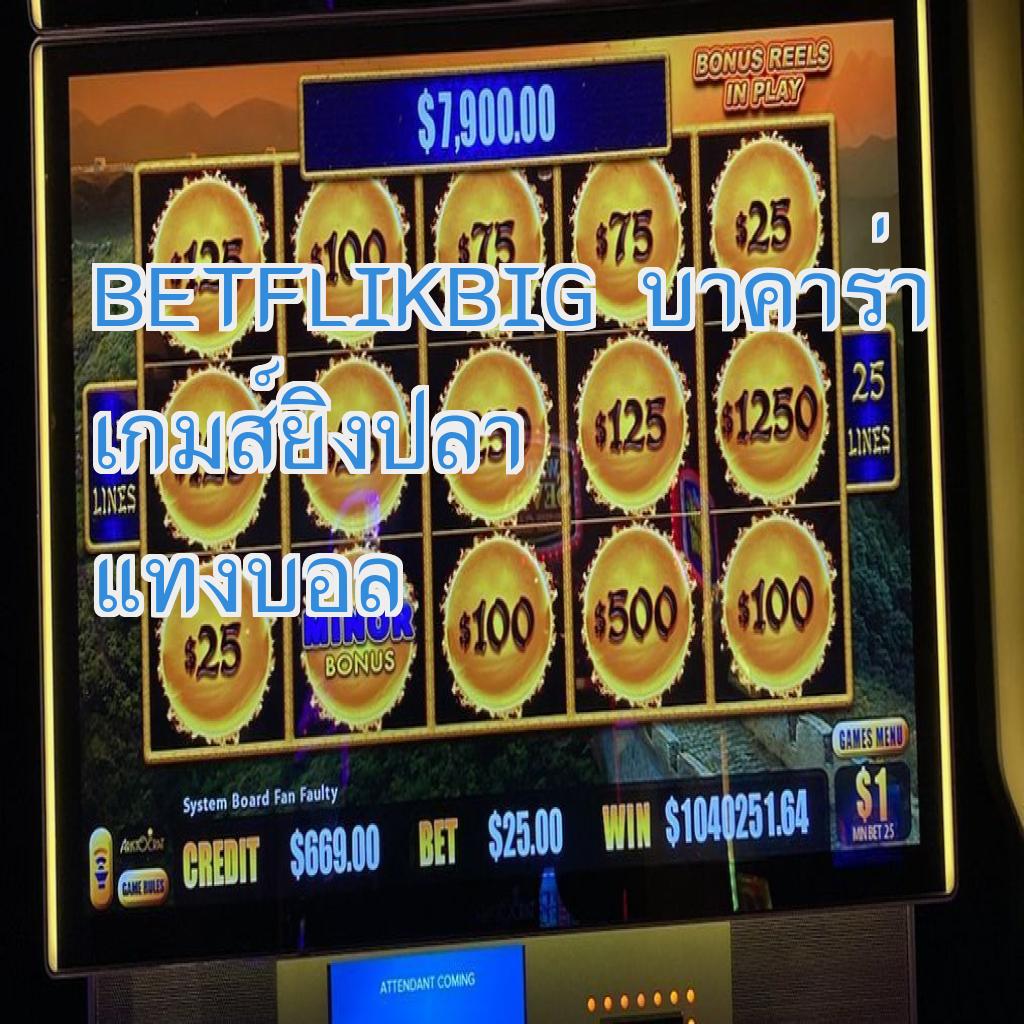 BONUS REELS
IN PLAY
$7,900.00
$125 $100 $75 $75 $25
BETFLIKBIG บาคาร่า
25
LINES
$125 $1250
เกมส์ยิงปลา
LINES
แทงบอล
$25 MINOR
BONUS
$100 $500 $100
GAMES MENU
$1
MIN BET 25
System Board Fan Faulty
ARISTOCRAT
GAME RULES
CREDIT $669.00 BET $25.00 WIN $1040251.64
ATTENDANT COMING